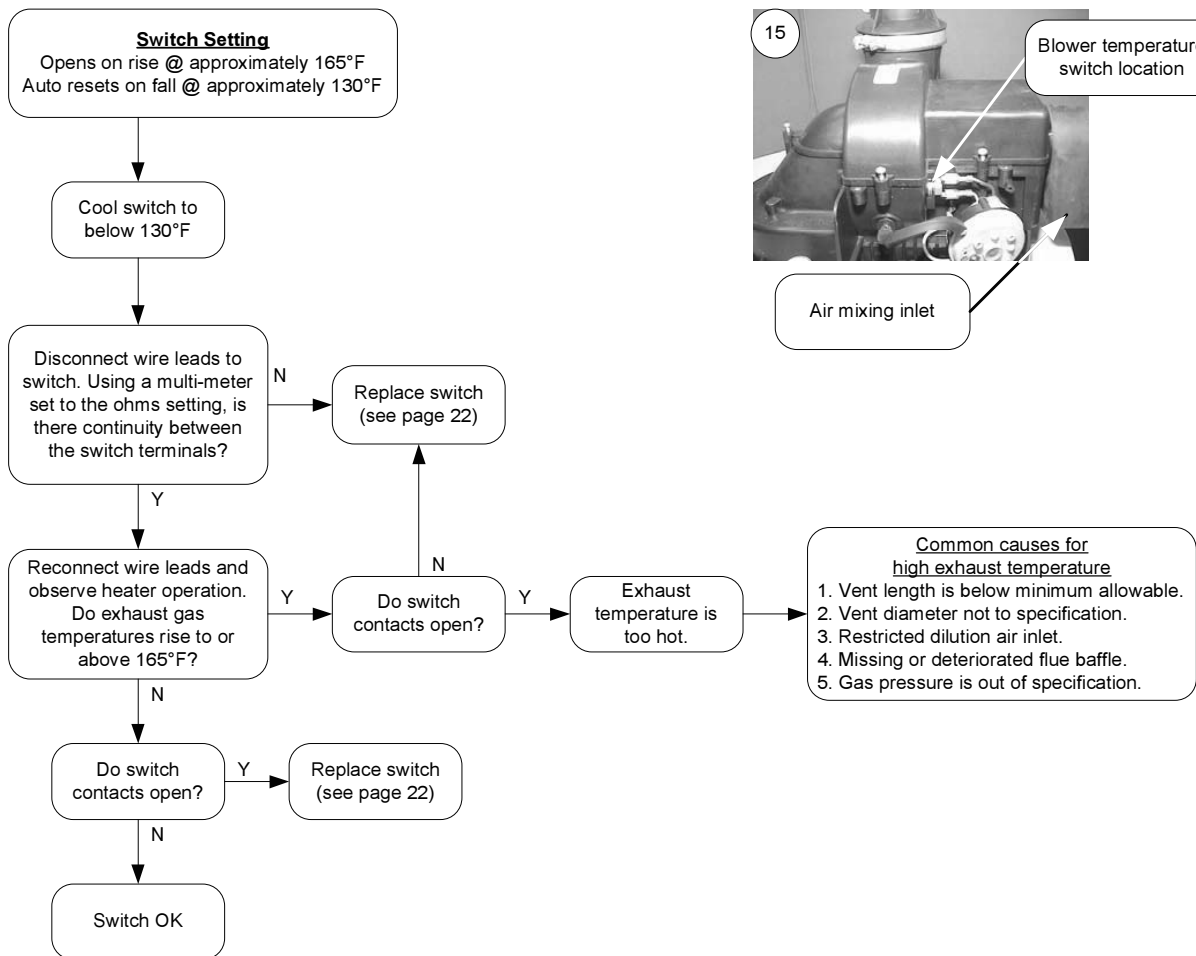 Switch Setting
Opens on rise @ approximately 165°F
Auto resets on fall @ approximately 130°F
15
Blower temperature
switch location
Air mixing inlet
Cool switch to
below 130°F
Disconnect wire leads to
switch. Using a multi-meter
set to the ohms setting, is
there continuity between
the switch terminals?
N
Replace switch
(see page 22)
Y
Reconnect wire leads and
observe heater operation.
Do exhaust gas
temperatures rise to or
above 165°F?
Y
N
Do switch
contacts open?
Y
Exhaust
temperature is
too hot.
Common causes for
high exhaust temperature
1. Vent length is below minimum allowable.
2. Vent diameter not to specification.
3. Restricted dilution air inlet.
4. Missing or deteriorated flue baffle.
5. Gas pressure is out of specification.
N
Do switch
contacts open?
Y
Replace switch
(see page 22)
N
Switch OK